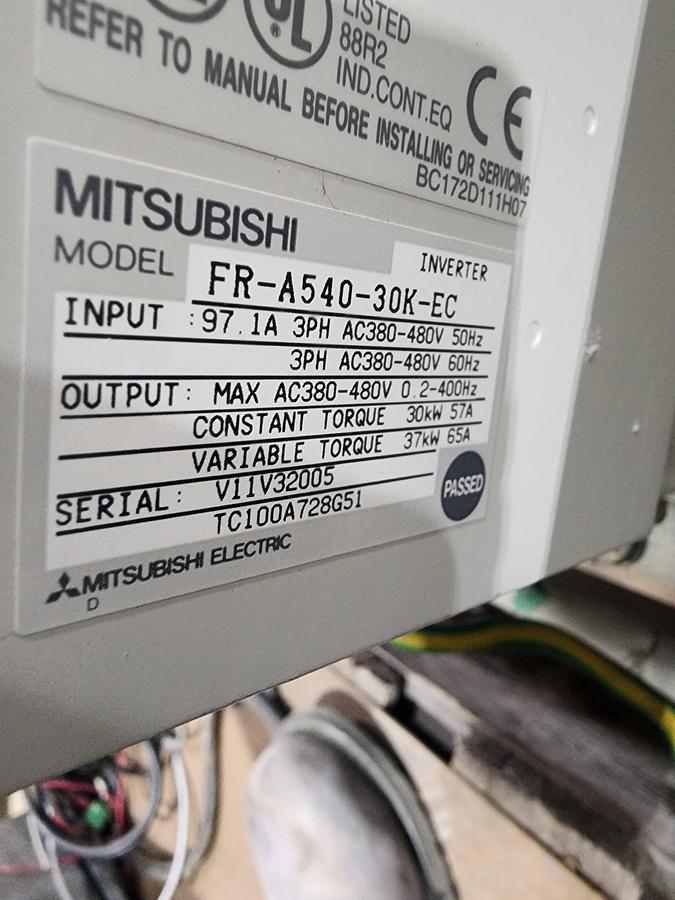 UL
LISTED
88R2
IND.CONT.EQ
CE
REFER TO MANUAL BEFORE INSTALLING OR SERVICING
BC172D111H07
MITSUBISHI
INVERTER
MODEL FR-A540-30K-EC
INPUT :97.1A 3PH AC380-480V 50Hz
3PH AC380-480V 60Hz
OUTPUT: MAX AC380-480V 0.2-400Hz
CONSTANT TORQUE 30kW 57A
VARIABLE TORQUE 37kW 65A
SERIAL: V11V32005
TC100A728G51
PASSED
MITSUBISHI ELECTRIC
D